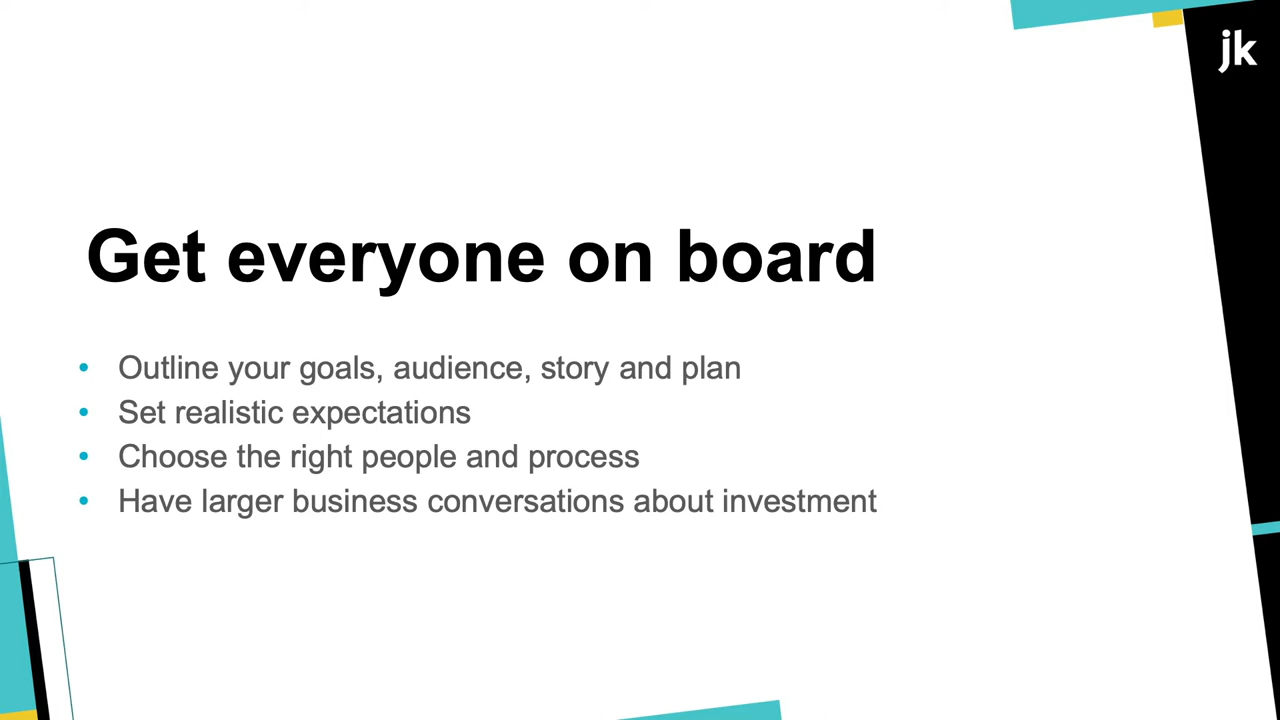 jk
Get everyone on board
• Outline your goals, audience, story and plan
• Set realistic expectations
• Choose the right people and process
• Have larger business conversations about investment